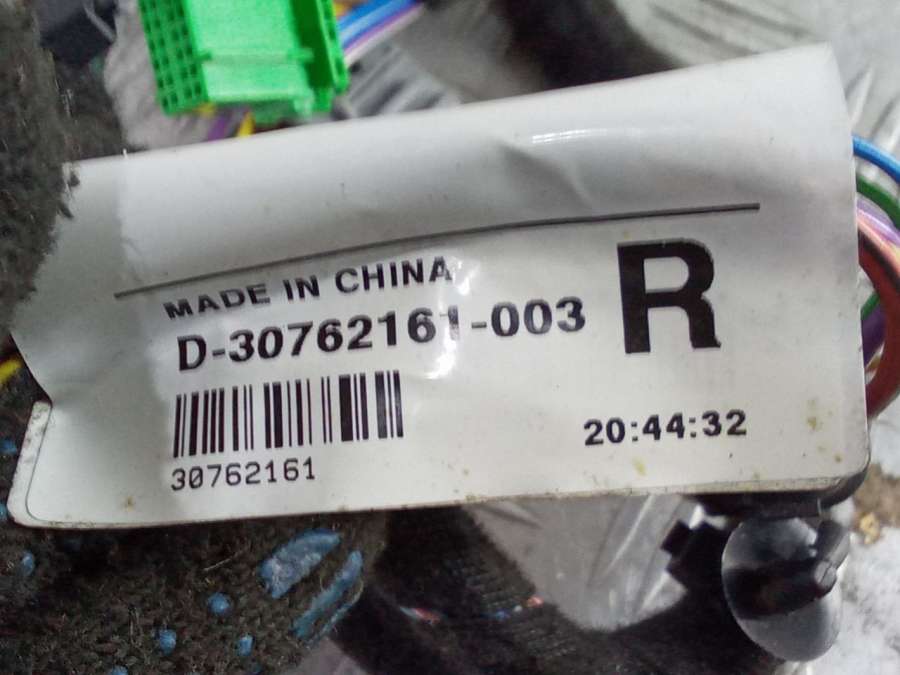 MADE IN CHINA
D-30762161-003
R
30762161
20:44:32